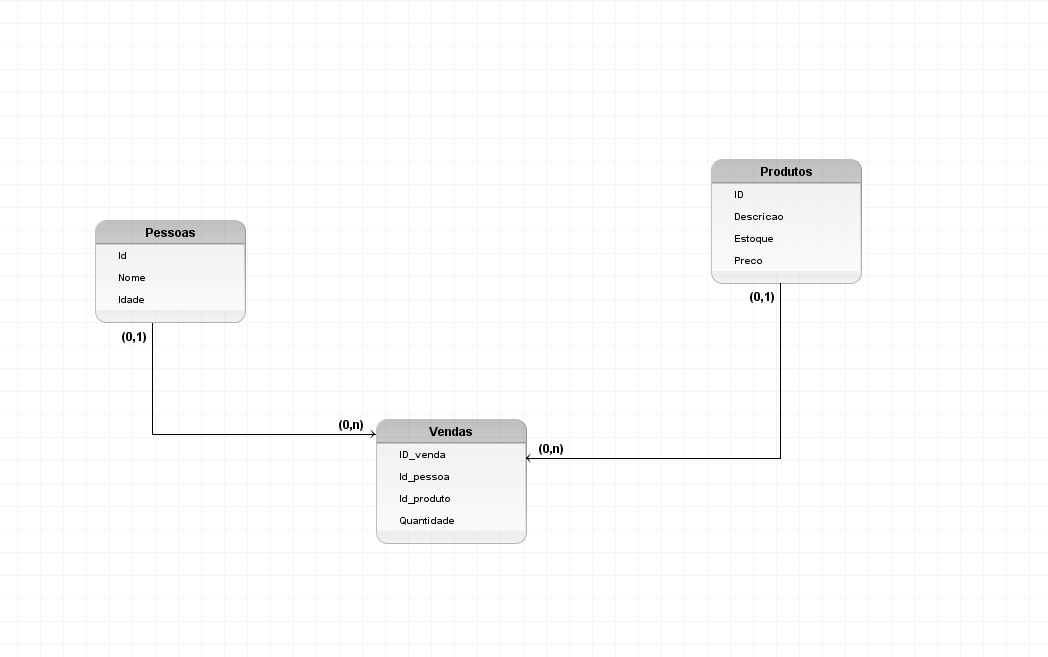 Pessoas
Id
Nome
Idade
(0,1)
Produtos
ID
Descricao
Estoque
Preco
(0,1)
(0,n)
Vendas
ID_venda
Id_pessoa
Id_produto
Quantidade
(0,n)